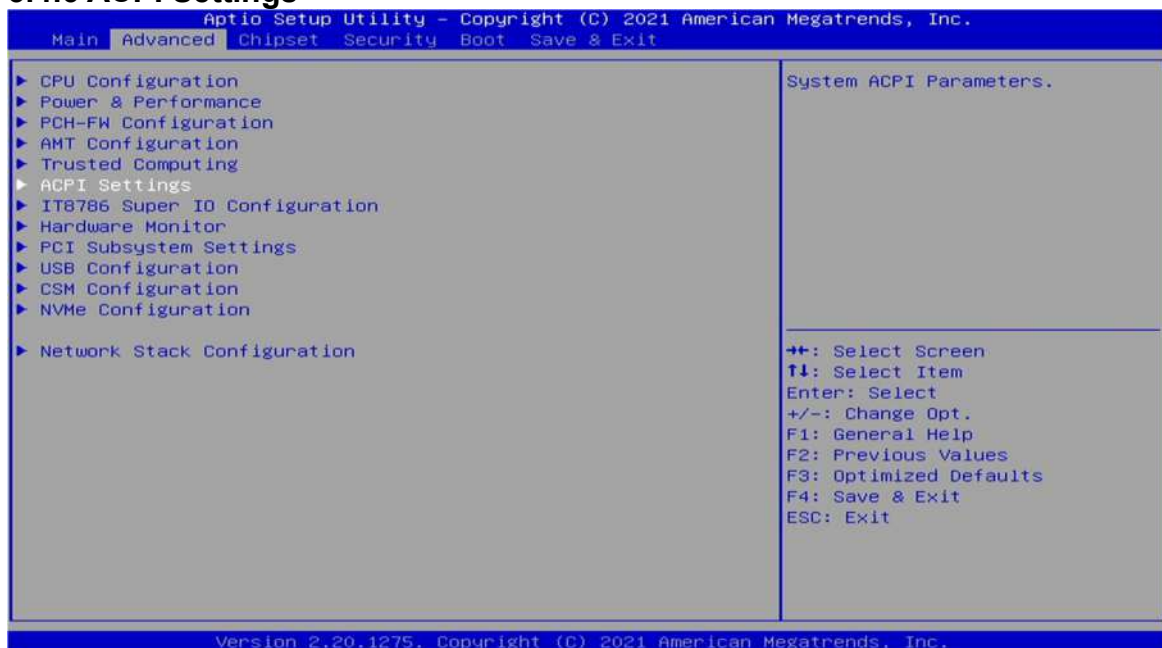 ACPI Settings
Aptio Setup Utility – Copyright (C) 2021 American Megatrends, Inc.
Main Advanced Chipset Security Boot Save & Exit
► CPU Configuration
► Power & Performance
► PCH-FW Configuration
► AMT Configuration
► Trusted Computing
► ACPI Settings
► IT8786 Super IO Configuration
► Hardware Monitor
► PCI Subsystem Settings
► USB Configuration
► CSM Configuration
► NVMe Configuration
► Network Stack Configuration
System ACPI Parameters.
→←: Select Screen
↑↓: Select Item
Enter: Select
+/-: Change Opt.
F1: General Help
F2: Previous Values
F3: Optimized Defaults
F4: Save & Exit
ESC: Exit
Version 2.20.1275. Copyright (C) 2021 American Megatrends, Inc.